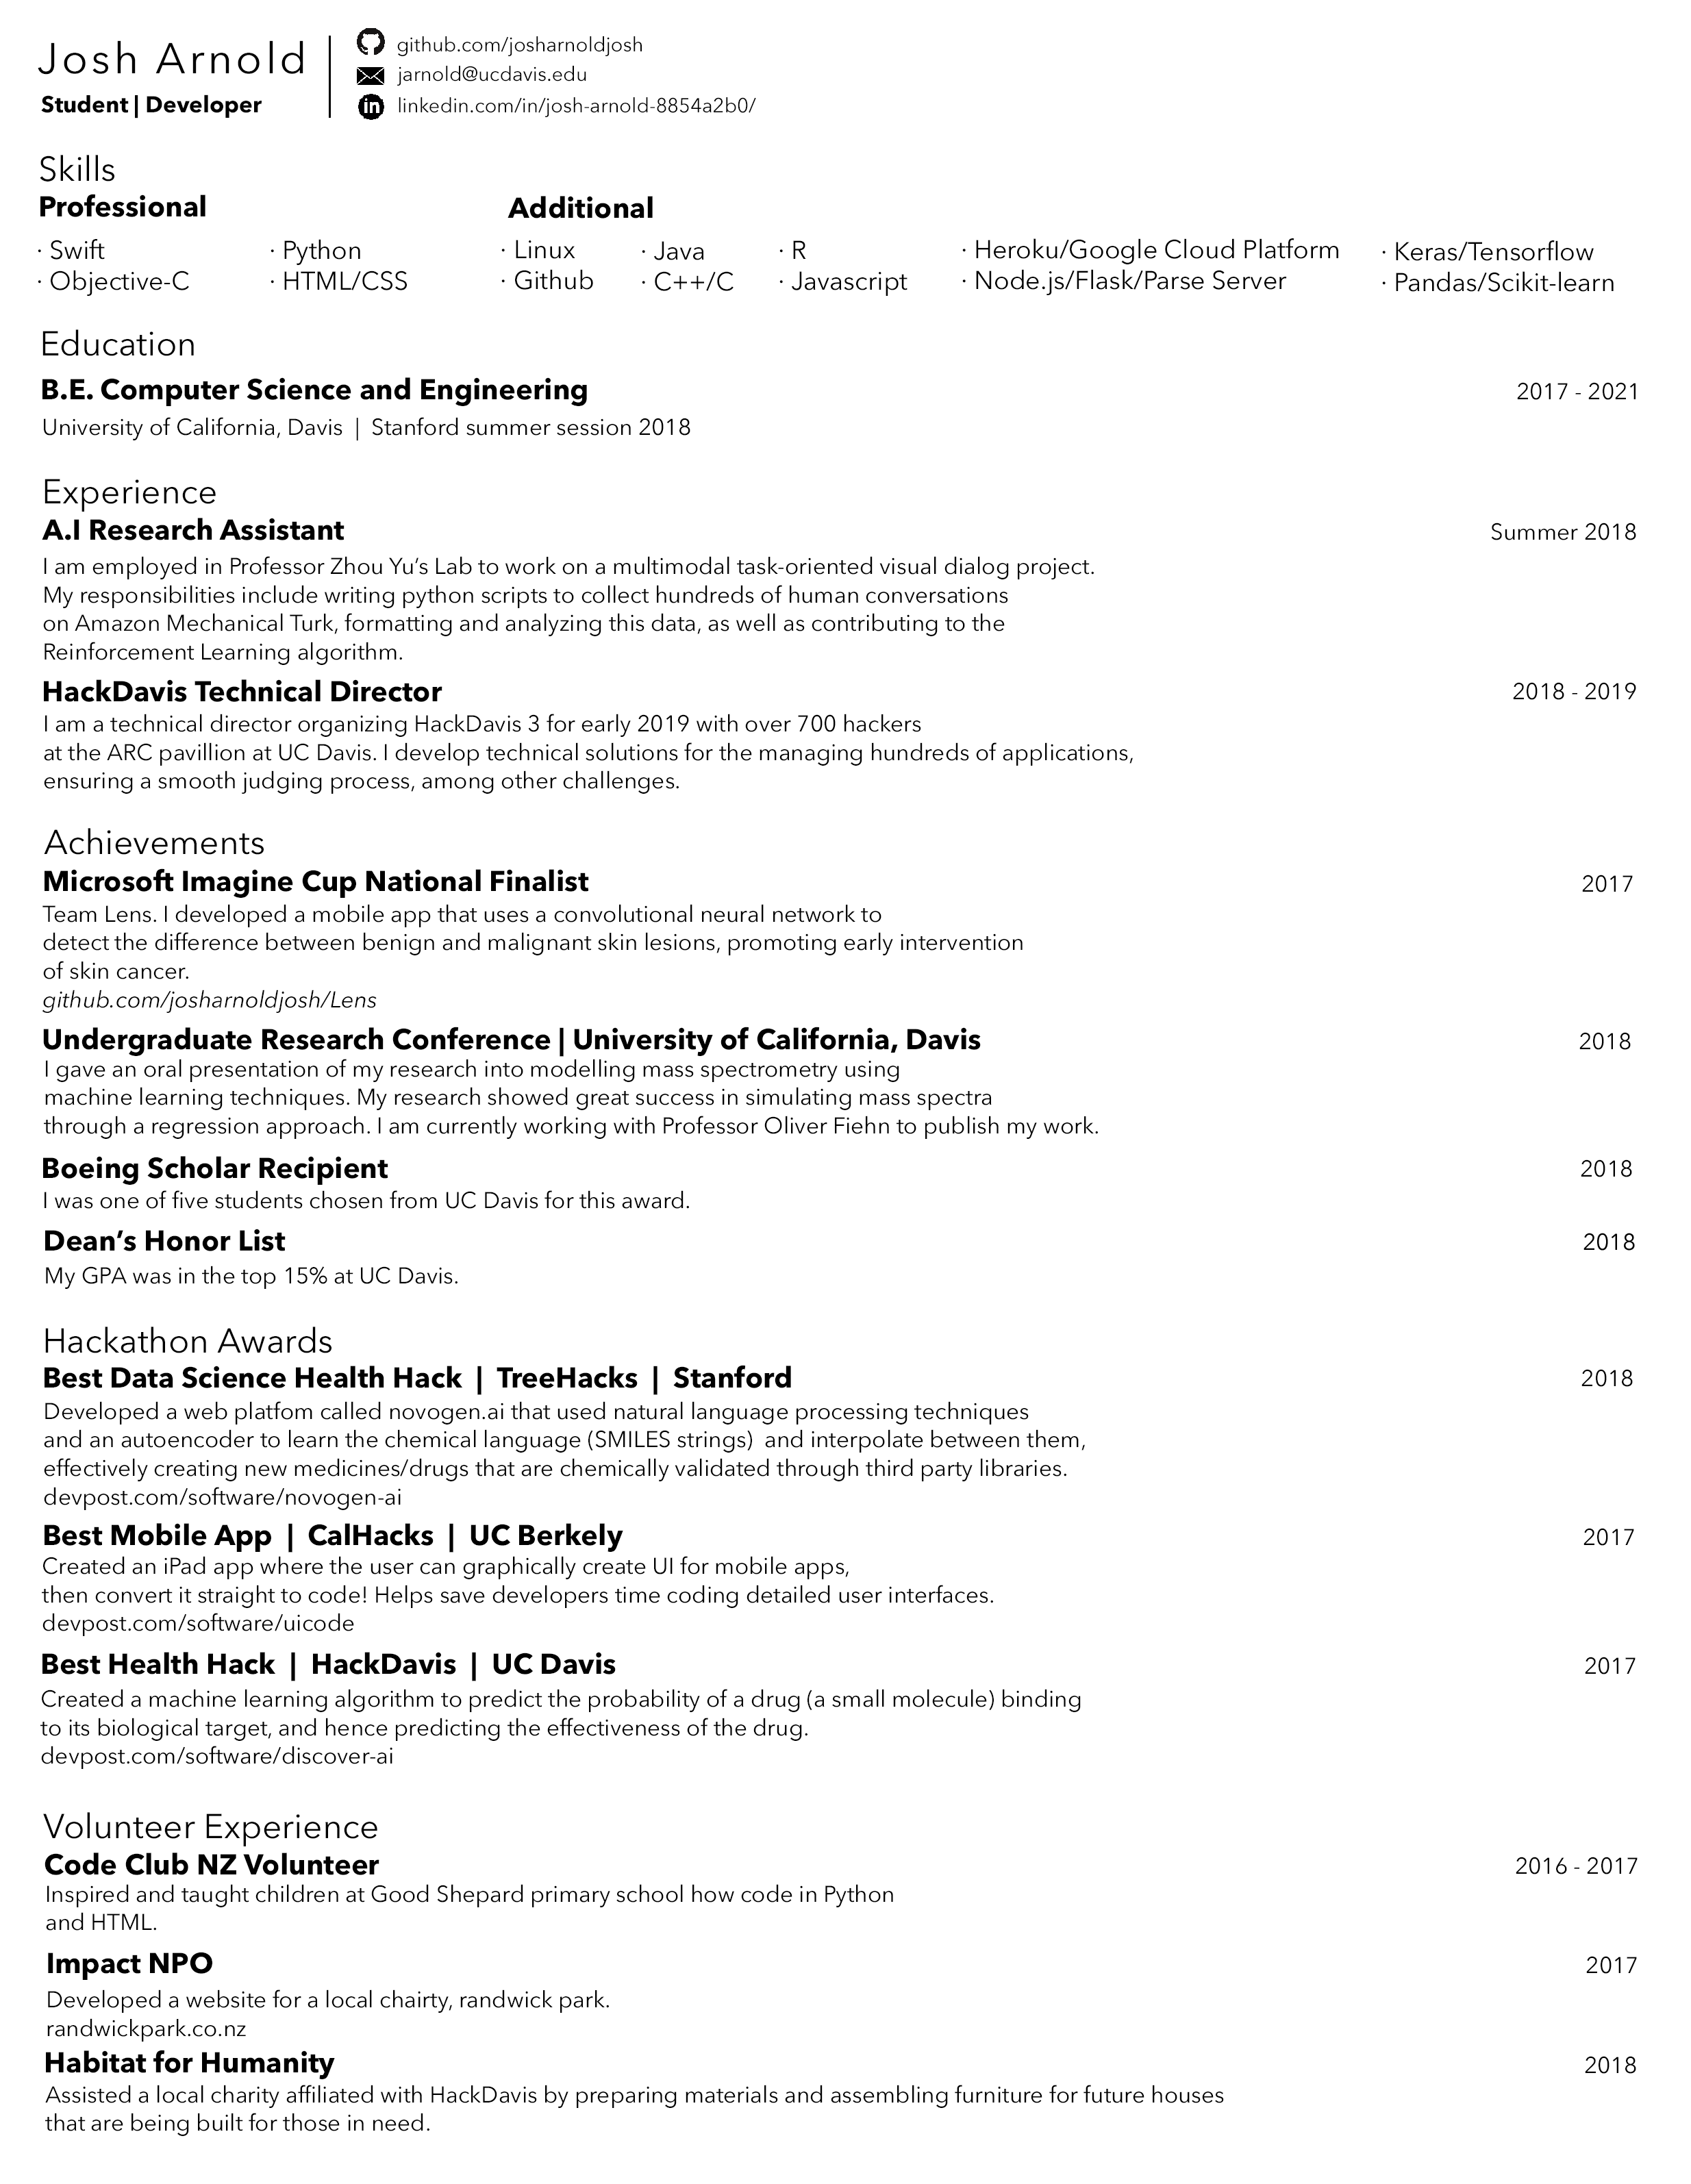 Josh Arnold
Student | Developer
github.com/josharnoldjosh
jarnold@ucdavis.edu
linkedin.com/in/josh-arnold-8854a2b0/
Skills
Professional
Additional
· Swift · Python · Linux · Java · R · Heroku/Google Cloud Platform · Keras/Tensorflow
· Objective-C · HTML/CSS · Github · C++/C · Javascript · Node.js/Flask/Parse Server · Pandas/Scikit-learn
Education
B.E. Computer Science and Engineering 2017 - 2021
University of California, Davis | Stanford summer session 2018
Experience
A.I Research Assistant Summer 2018
I am employed in Professor Zhou Yu’s Lab to work on a multimodal task-oriented visual dialog project.
My responsibilities include writing python scripts to collect hundreds of human conversations
on Amazon Mechanical Turk, formatting and analyzing this data, as well as contributing to the
Reinforcement Learning algorithm.
HackDavis Technical Director 2018 - 2019
I am a technical director organizing HackDavis 3 for early 2019 with over 700 hackers
at the ARC pavillion at UC Davis. I develop technical solutions for the managing hundreds of applications,
ensuring a smooth judging process, among other challenges.
Achievements
Microsoft Imagine Cup National Finalist 2017
Team Lens. I developed a mobile app that uses a convolutional neural network to
detect the difference between benign and malignant skin lesions, promoting early intervention
of skin cancer.
github.com/josharnoldjosh/Lens
Undergraduate Research Conference | University of California, Davis 2018
I gave an oral presentation of my research into modelling mass spectrometry using
machine learning techniques. My research showed great success in simulating mass spectra
through a regression approach. I am currently working with Professor Oliver Fiehn to publish my work.
Boeing Scholar Recipient 2018
I was one of five students chosen from UC Davis for this award.
Dean’s Honor List 2018
My GPA was in the top 15% at UC Davis.
Hackathon Awards
Best Data Science Health Hack | TreeHacks | Stanford 2018
Developed a web platfom called novogen.ai that used natural language processing techniques
and an autoencoder to learn the chemical language (SMILES strings) and interpolate between them,
effectively creating new medicines/drugs that are chemically validated through third party libraries.
devpost.com/software/novogen-ai
Best Mobile App | CalHacks | UC Berkely 2017
Created an iPad app where the user can graphically create UI for mobile apps,
then convert it straight to code! Helps save developers time coding detailed user interfaces.
devpost.com/software/uicode
Best Health Hack | HackDavis | UC Davis 2017
Created a machine learning algorithm to predict the probability of a drug (a small molecule) binding
to its biological target, and hence predicting the effectiveness of the drug.
devpost.com/software/discover-ai
Volunteer Experience
Code Club NZ Volunteer 2016 - 2017
Inspired and taught children at Good Shepard primary school how code in Python
and HTML.
Impact NPO 2017
Developed a website for a local chairty, randwick park.
randwickpark.co.nz
Habitat for Humanity 2018
Assisted a local charity affiliated with HackDavis by preparing materials and assembling furniture for future houses
that are being built for those in need.